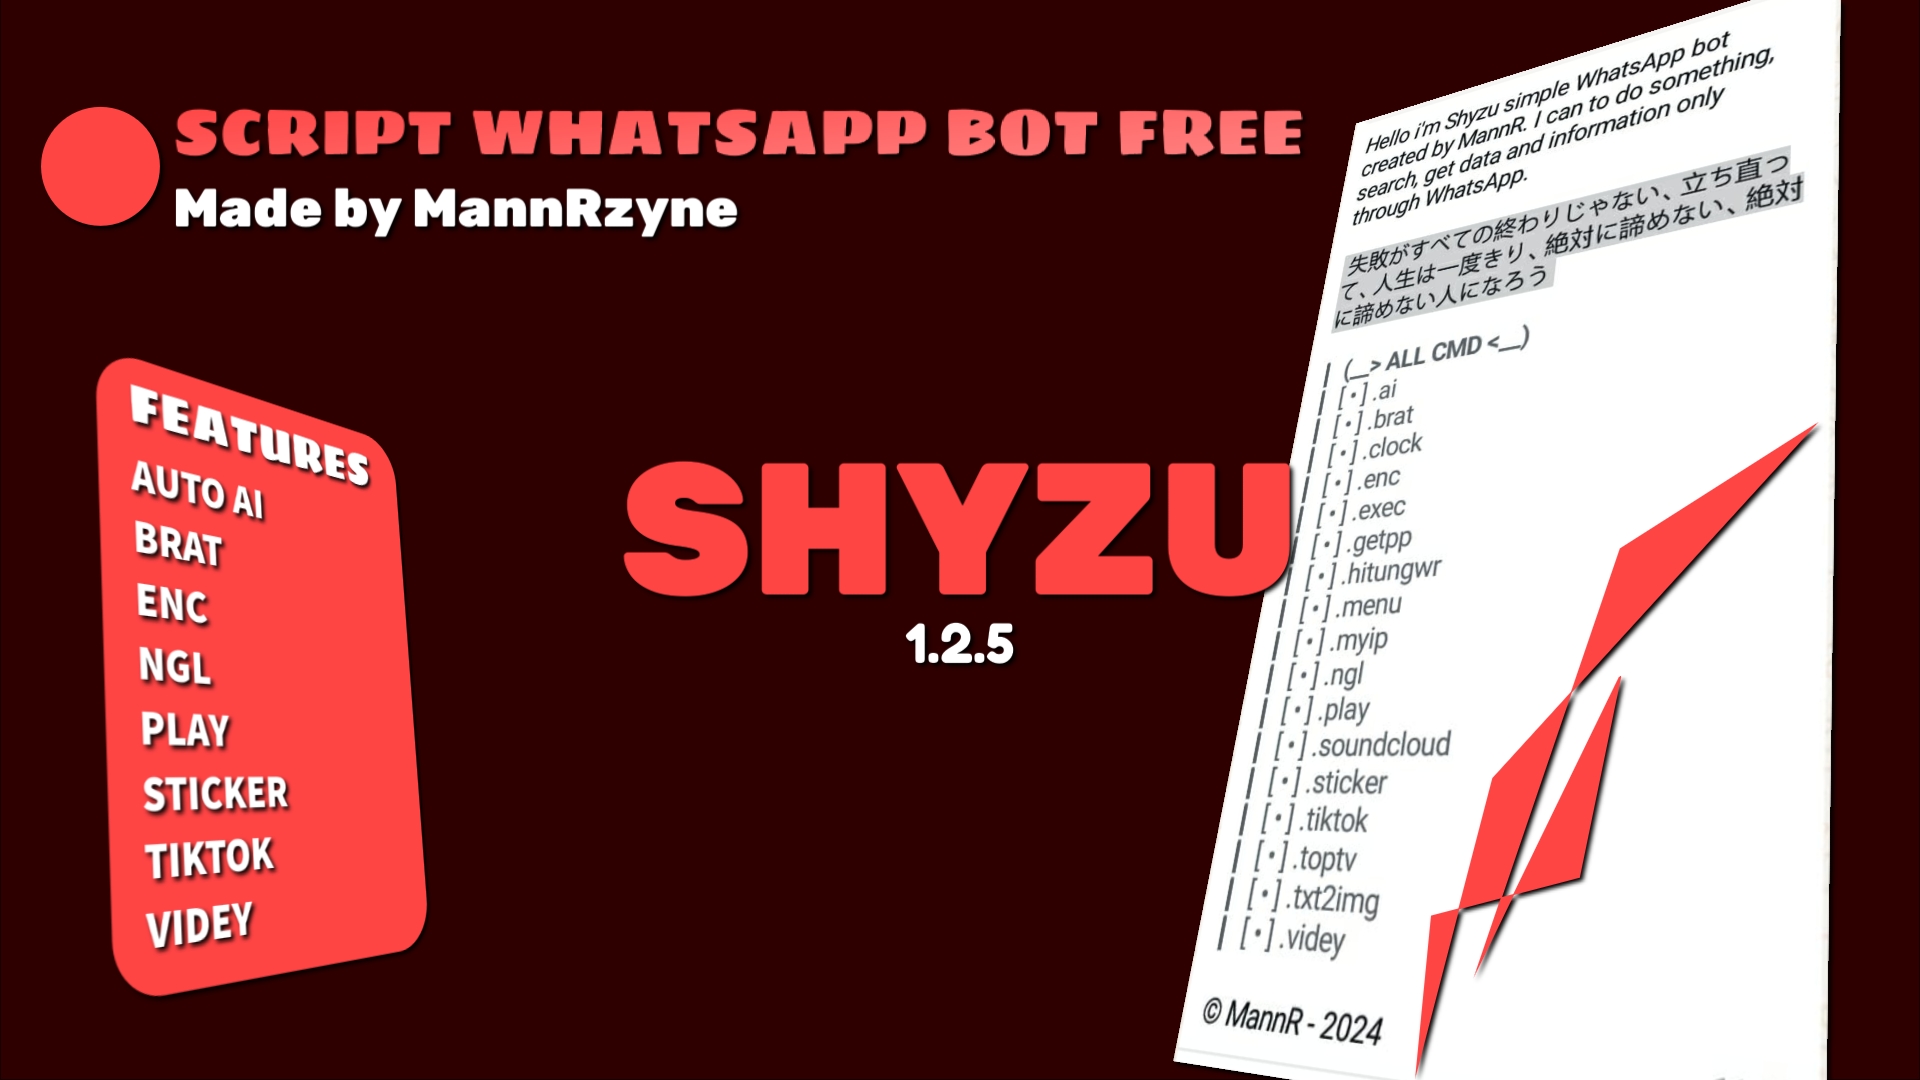 SCRIPT WHATSAPP BOT FREE
Made by MannRzyne
FEATURES
AUTO AI
BRAT
ENC
NGL
PLAY
STICKER
TIKTOK
VIDEY
SHYZU
1.2.5
Hello i'm Shyzu simple WhatsApp bot
created by MannR. I can to do something,
search, get data and information only
through WhatsApp.
失敗がすべての終わりじゃない、立ち直っ
て、人生は一度きり、絶対に諦めない、絶対
に諦めない人になろう
| (__> ALL CMD <__)
| [•] .ai
| [•] .brat
| [•] .clock
| [•] .enc
| [•] .exec
| [•] .getpp
| [•] .hitungwr
| [•] .menu
| [•] .myip
| [•] .ngl
| [•] .play
| [•] .soundcloud
| [•] .sticker
| [•] .tiktok
| [•] .toptv
| [•] .txt2img
| [•] .videy
© MannR - 2024